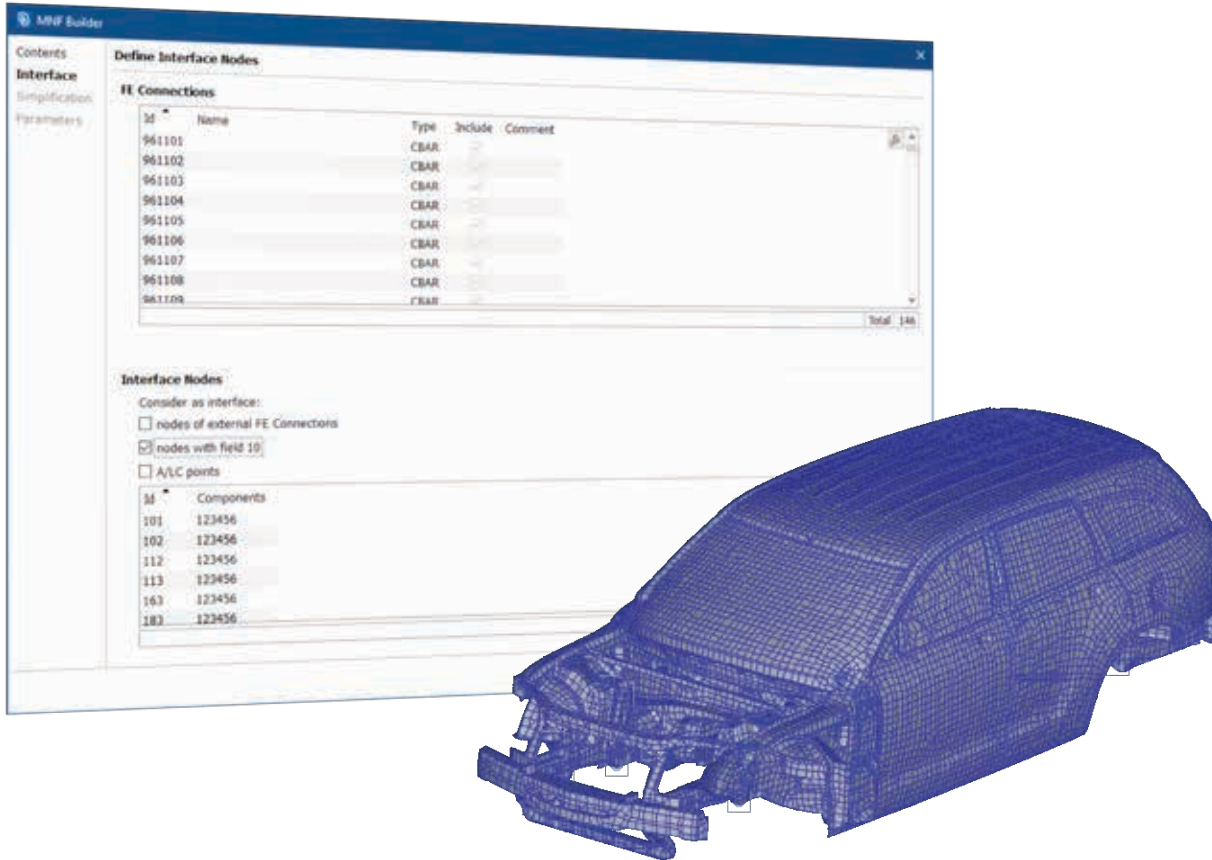 MNF Builder
Contents
Interface
Simplification
Parameters
Define Interface Nodes
FE Connections
Id Name Type Include Comment
961101 CBAR
961102 CBAR
961103 CBAR
961104 CBAR
961105 CBAR
961106 CBAR
961107 CBAR
961108 CBAR
961109 CBAR
Total 146
Interface Nodes
Consider as interface:
nodes of external FE Connections
nodes with field 10
A/LC points
Id Components
101 123456
102 123456
112 123456
113 123456
163 123456
183 123456